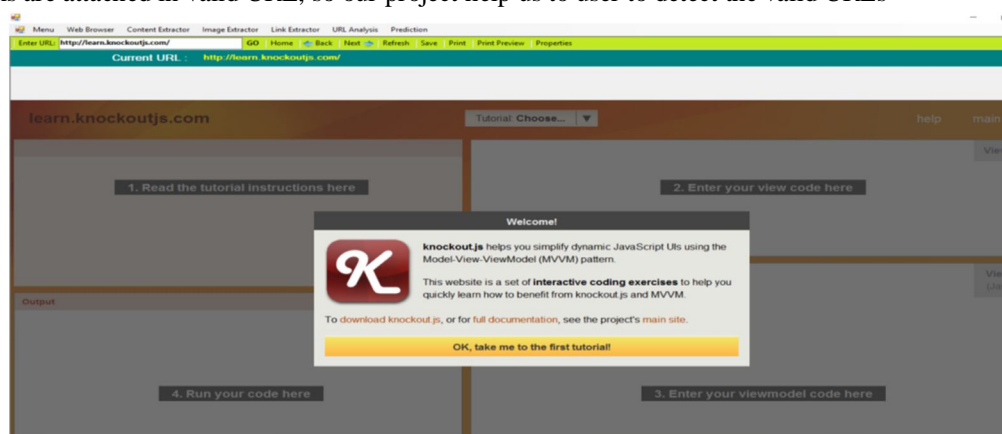 are attached in valid URL, so our project help us to user to detect the valid URLs
Menu Web Browser Content Extractor Image Extractor Link Extractor URL Analysis Prediction
Enter URL: http://learn.knockoutjs.com/ GO Home Back Next Refresh Save Print Print Preview Properties
Current URL : http://learn.knockoutjs.com/
learn.knockoutjs.com Tutorial: Choose... help main
1. Read the tutorial instructions here
2. Enter your view code here
Welcome!
K
knockout.js helps you simplify dynamic JavaScript UIs using the
Model-View-ViewModel (MVVM) pattern.
This website is a set of interactive coding exercises to help you
quickly learn how to benefit from knockout.js and MVVM.
To download knockout.js, or for full documentation, see the project's main site.
OK, take me to the first tutorial!
Output
4. Run your code here
3. Enter your viewmodel code here